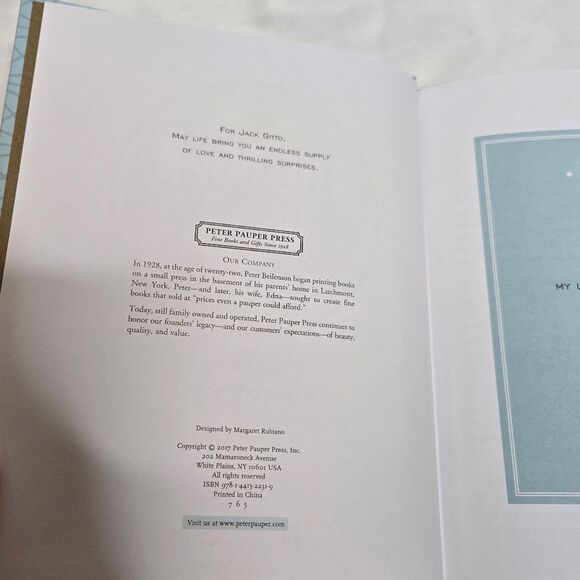 For Jack Gitto,
May life bring you an endless supply
of love and thrilling surprises.
PETER PAUPER PRESS
Fine Books and Gifts Since 1928
Our Company
In 1928, at the age of twenty-two, Peter Beilenson began printing books
on a small press in the basement of his parents' home in Larchmont,
New York. Peter—and later, his wife, Edna—sought to create fine
books that sold at "prices even a pauper could afford."
Today, still family owned and operated, Peter Pauper Press continues to
honor our founders' legacy—and our customers' expectations—of beauty,
quality, and value.
Designed by Margaret Rubiano
Copyright © 2017 Peter Pauper Press, Inc.
202 Mamaroneck Avenue
White Plains, NY 10601 USA
All rights reserved
ISBN 978-1-4413-2231-9
Printed in China
7 6 5
Visit us at www.peterpauper.com
MY L